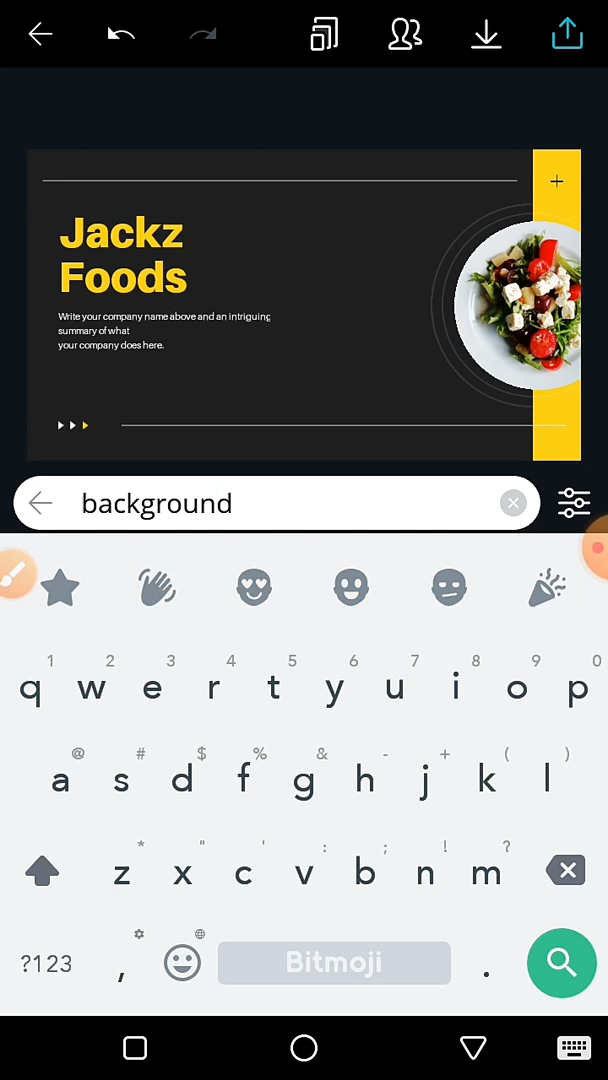 Jackz
Foods
Write your company name above and an intriguing
summary of what
your company does here.
background
1 2 3 4 5 6 7 8 9 0
q w e r t y u i o p
@ # $ % & - + ( )
a s d f g h j k l
* " ' : ; ! ?
z x c v b n m
?123 , Bitmoji .